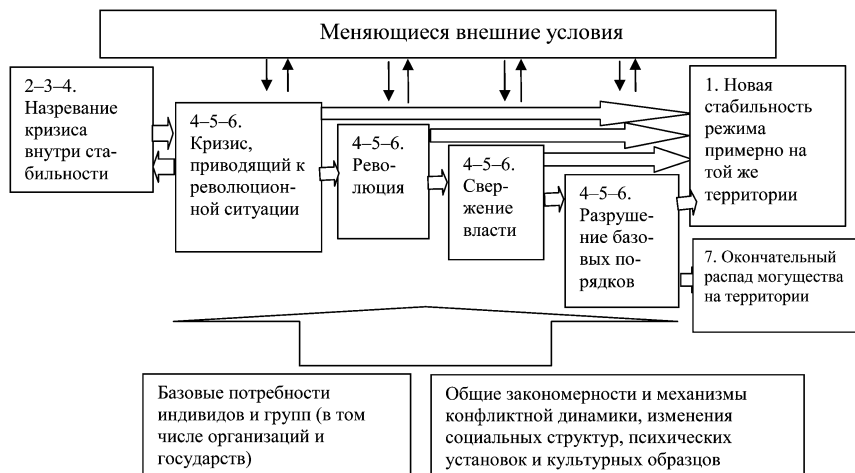 Меняющиеся внешние условия
2–3–4.
Назревание
кризиса
внутри ста-
бильности
4–5–6.
Кризис,
приводящий к
революцион-
ной ситуации
4–5–6.
Рево-
люция
4–5–6.
Свер-
жение
власти
4–5–6.
Разруше-
ние базо-
вых по-
рядков
1. Новая
стабильность
режима
примерно на
той же
территории
7. Окончательный
распад могущества
на территории
Базовые потребности
индивидов и групп (в том
числе организаций и
государств)
Общие закономерности и механизмы
конфликтной динамики, изменения
социальных структур, психических
установок и культурных образцов